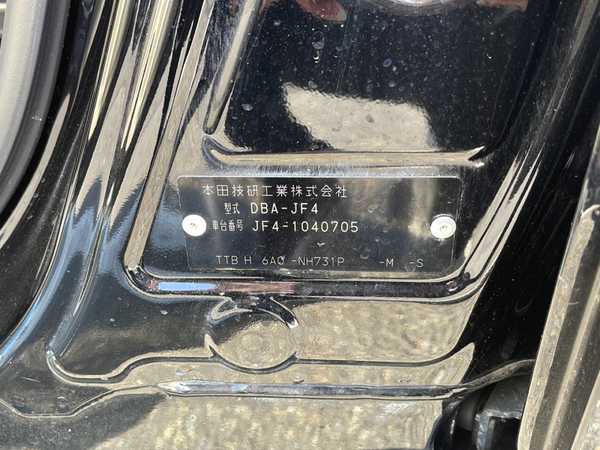 本田技研工業株式会社
型式 DBA-JF4
車台番号 JF4-1040705
TTB H 6A0 -NH731P -M -S